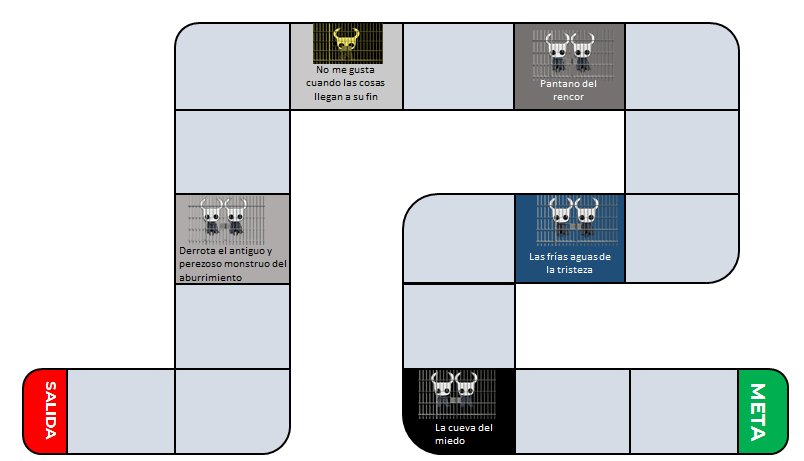 No me gusta
cuando las cosas
llegan a su fin
Pantano del
rencor
Derrota el antiguo y
perezoso monstruo del
aburrimiento
Las frías aguas de
la tristeza
SALIDA
La cueva del
miedo
META